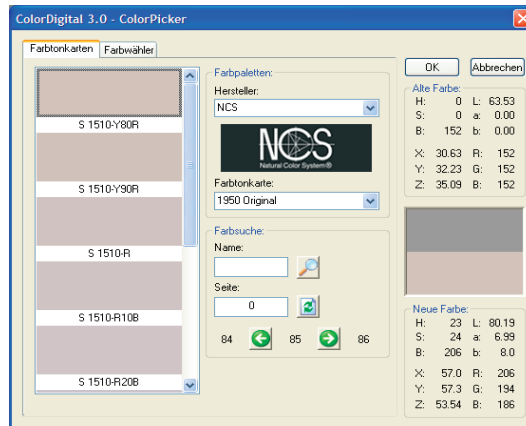 ColorDigital 3.0 - ColorPicker
Farbtonkarten Farbwähler
S 1510-Y80R
S 1510-Y90R
S 1510-R
S 1510-R10B
S 1510-R20B
Farbpaletten:
Hersteller:
NCS
NCS
Natural Color System®
Farbtonkarte:
1950 Original
Farbsuche:
Name:
Seite:
0
84 85 86
OK Abbrechen
Alte Farbe:
H: 0 L: 63.53
S: 0 a: 0.00
B: 152 b: 0.00
X: 30.63 R: 152
Y: 32.23 G: 152
Z: 35.09 B: 152
Neue Farbe:
H: 23 L: 80.19
S: 24 a: 6.99
B: 206 b: 8.0
X: 57.0 R: 206
Y: 57.3 G: 194
Z: 53.54 B: 186